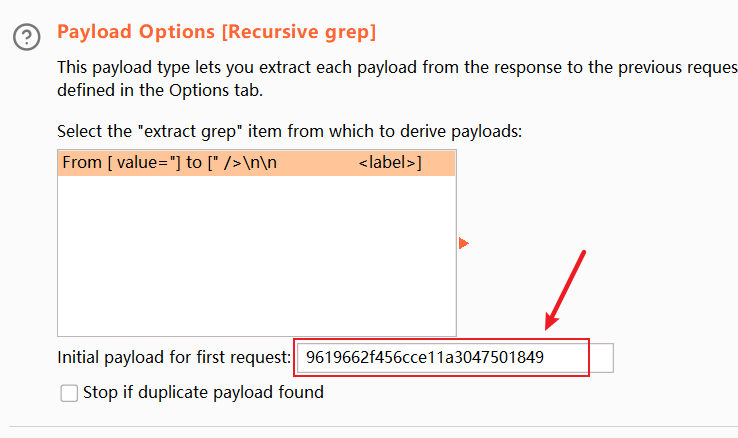 ?
Payload Options [Recursive grep]
This payload type lets you extract each payload from the response to the previous reques
defined in the Options tab.
Select the "extract grep" item from which to derive payloads:
From [ value="] to [" />\n\n            <label>]
Initial payload for first request: 9619662f456cce11a3047501849
Stop if duplicate payload found